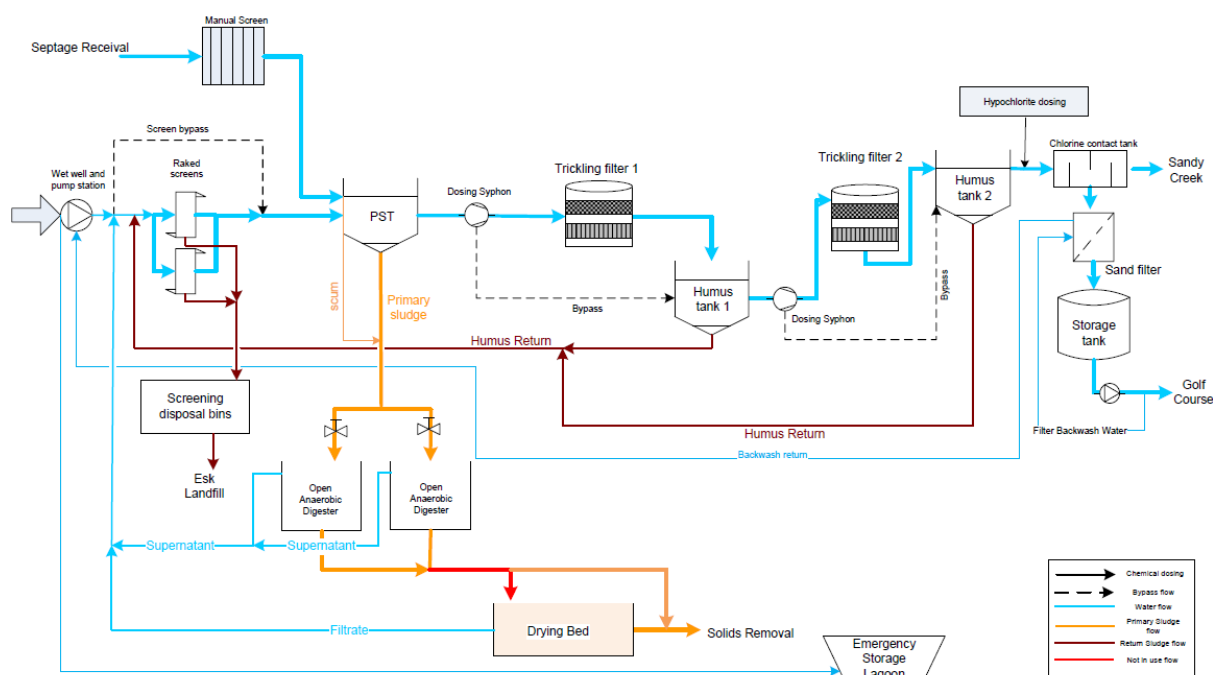 Manual Screen
Septage Receival
Hypochlorite dosing
Screen bypass
Chlorine contact tank
Raked
screens
Wet well and
pump station
Trickling filter 1
Trickling filter 2
Sandy
Creek
Dosing Syphon
Humus
tank 2
PST
Sand filter
scum
Primary
sludge
Bypass
Humus
tank 1
Bypass
Dosing Syphon
Storage
tank
Humus Return
Golf
Course
Screening
disposal bins
Humus Return
Filter Backwash Water
Backwash return
Esk
Landfill
Open
Anaerobic
Digester
Open
Anaerobic
Digester
Supernatant
Supernatant
Chemical dosing
Bypass flow
Water flow
Primary Sludge
flow
Return Sludge flow
Not in use flow
Filtrate
Drying Bed
Solids Removal
Emergency
Storage
Lagoon